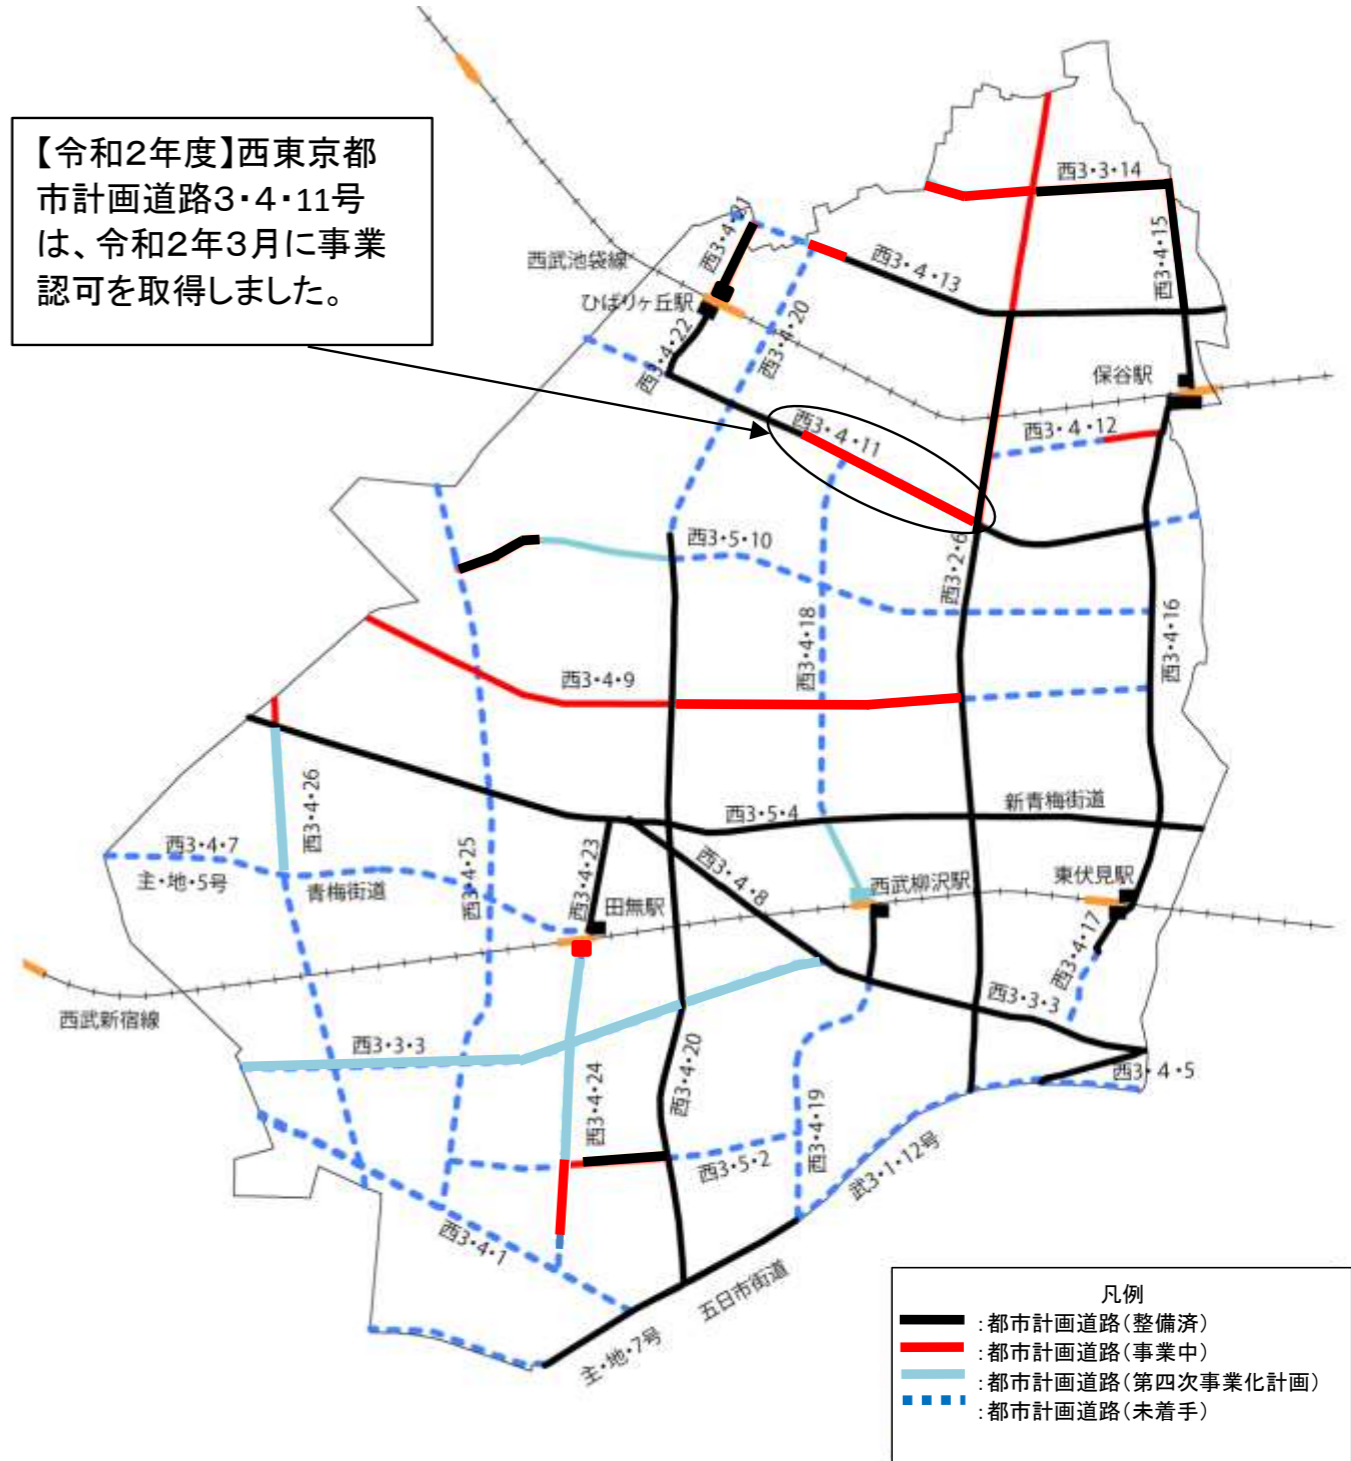 【令和2年度】西東京都
市計画道路3・4・11号
は、令和2年3月に事業
認可を取得しました。
西3・3・14
西3・4・15
西3・4・21
西武池袋線
ひばりヶ丘駅
西3・4・13
西3・4・20
西3・4・22
保谷駅
西3・4・11
西3・4・12
西3・5・10
西3・2・6
西3・4・18
西3・4・16
西3・4・9
西3・4・26
西3・5・4
新青梅街道
西3・4・7
主・地・5号
青梅街道
西3・4・25
西3・4・23
田無駅
西3・4・8
西武柳沢駅
東伏見駅
西3・4・17
西武新宿線
西3・3・3
西3・3・3
西3・4・24
西3・4・20
西3・4・5
西3・4・19
西3・5・2
武3・1・12号
西3・4・1
五日市街道
主・地・7号
凡例
:都市計画道路(整備済)
:都市計画道路(事業中)
:都市計画道路(第四次事業化計画)
:都市計画道路(未着手)